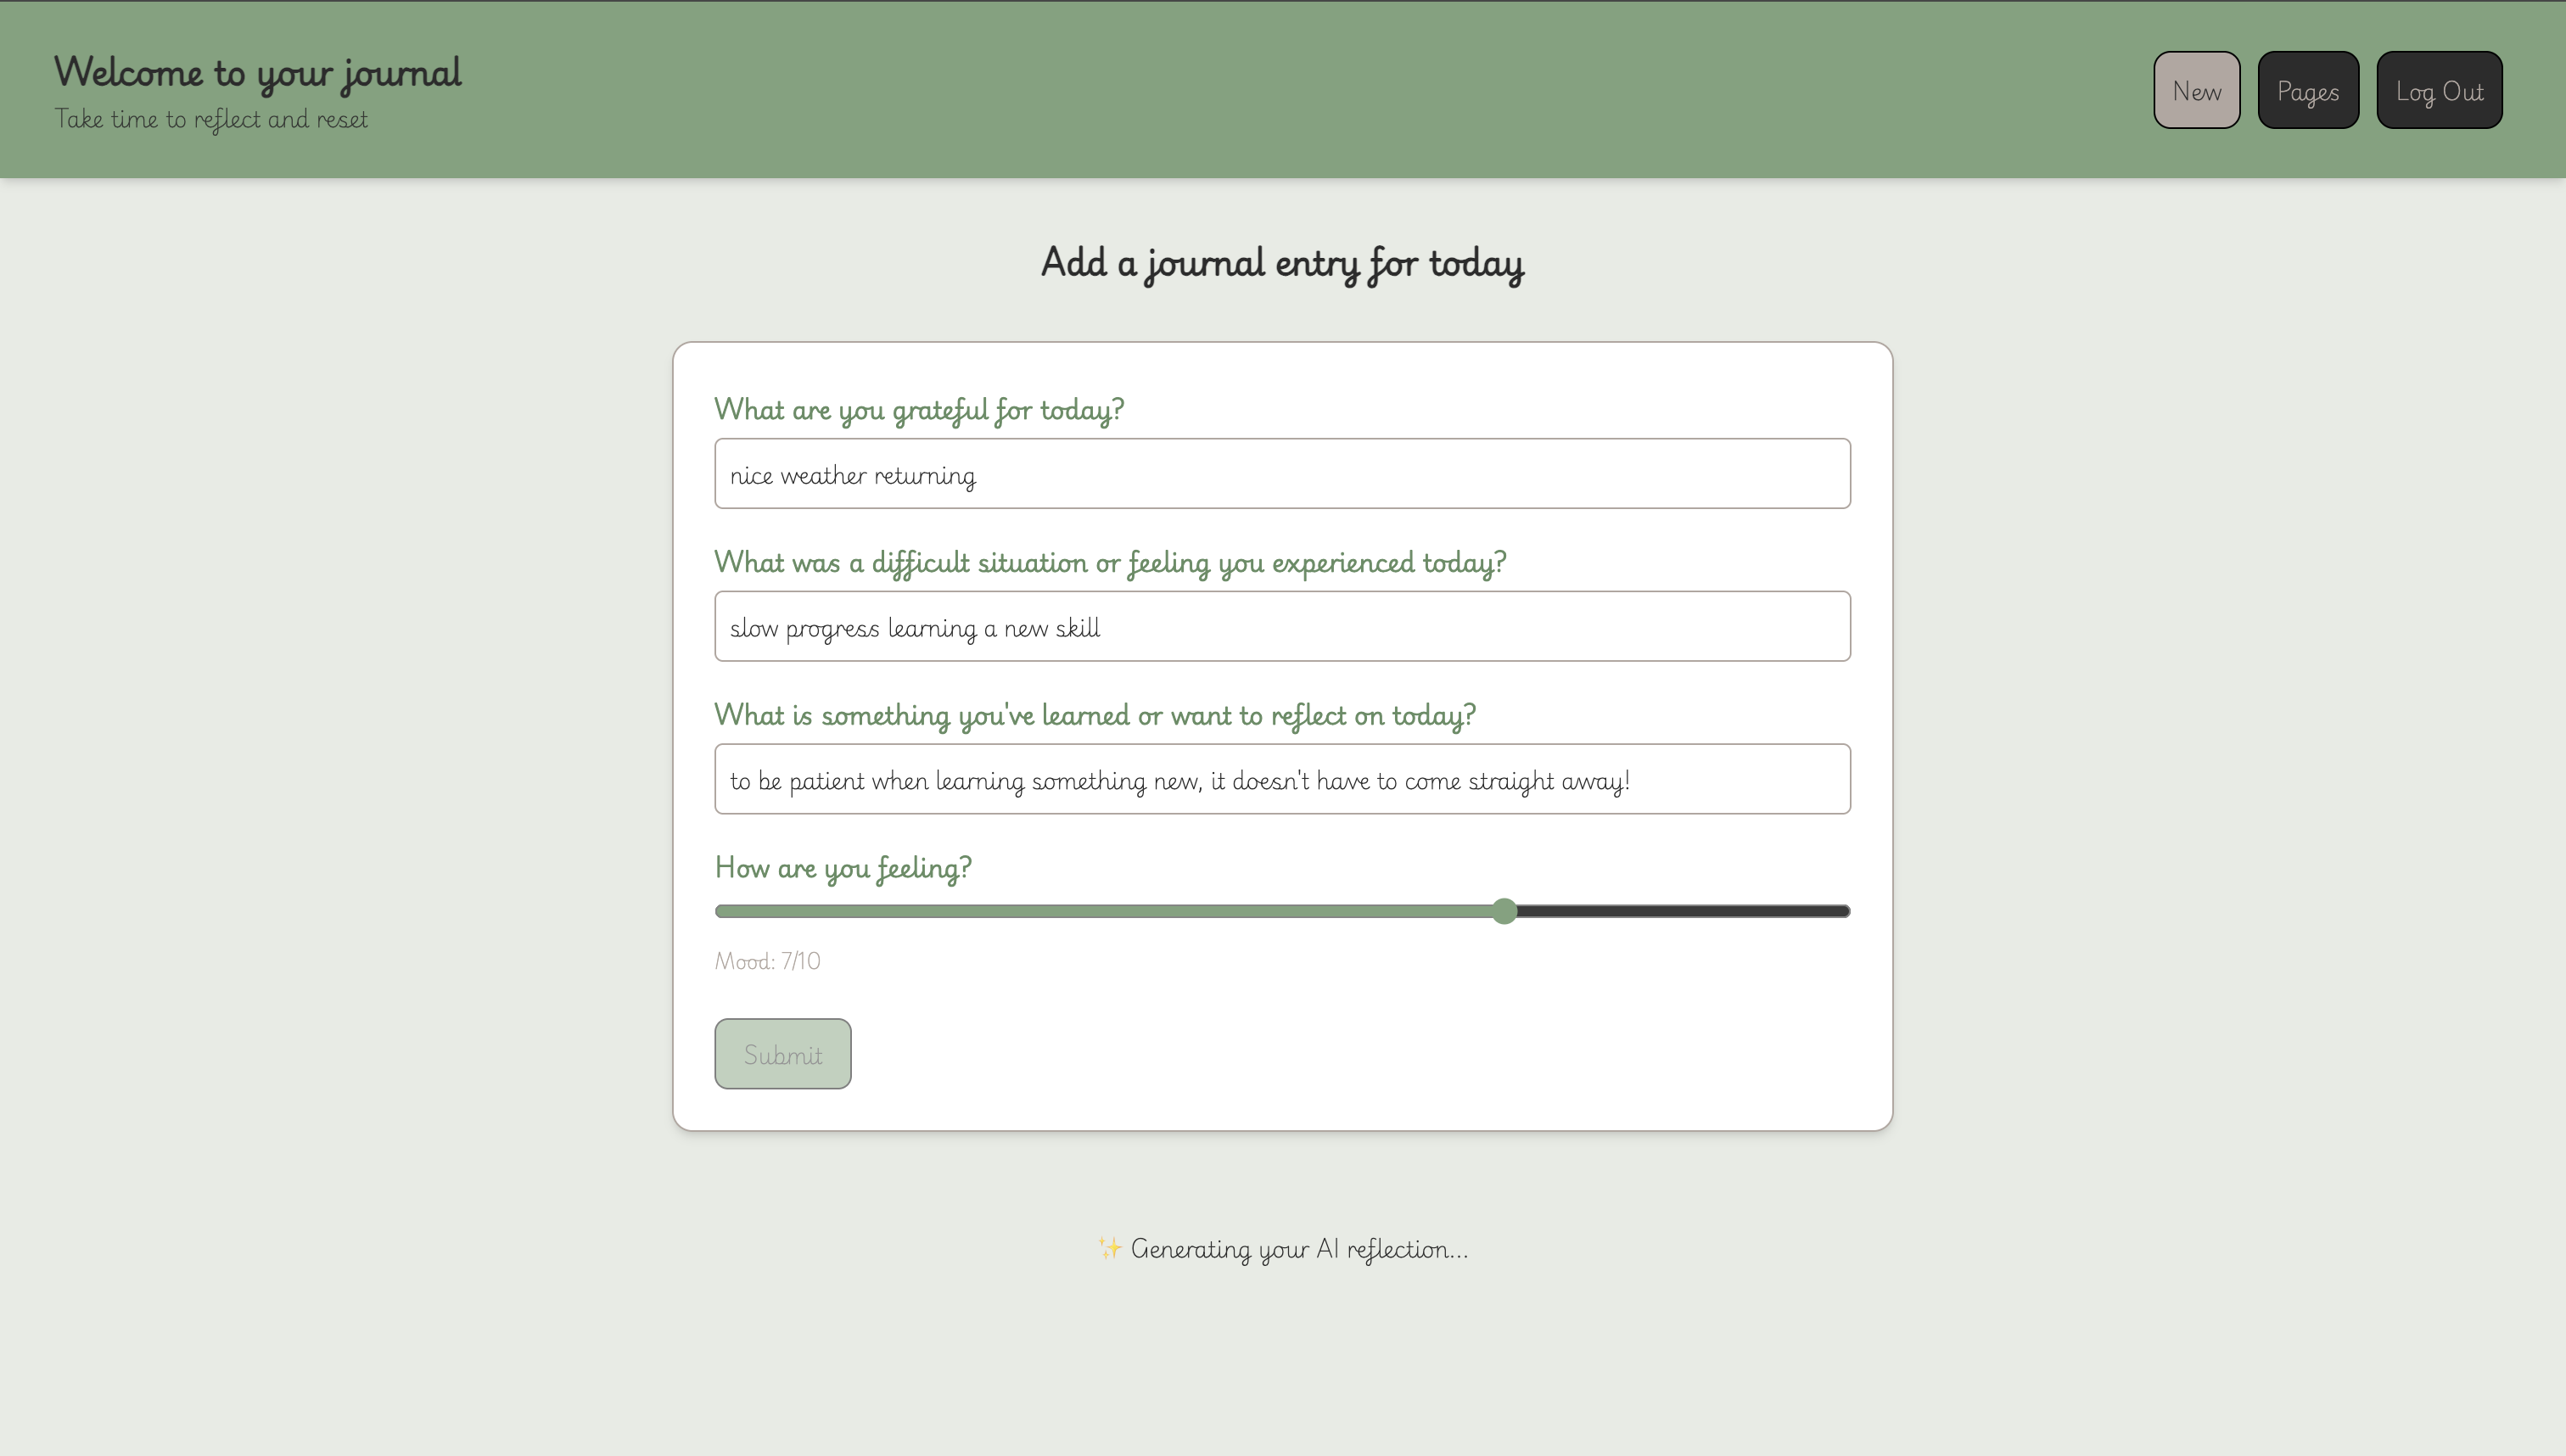 Welcome to your journal
Take time to reflect and reset
New
Pages
Log Out
Add a journal entry for today
What are you grateful for today?
nice weather returning
What was a difficult situation or feeling you experienced today?
slow progress learning a new skill
What is something you've learned or want to reflect on today?
to be patient when learning something new, it doesn't have to come straight away!
How are you feeling?
Mood: 7/10
Submit
✨ Generating your AI reflection...